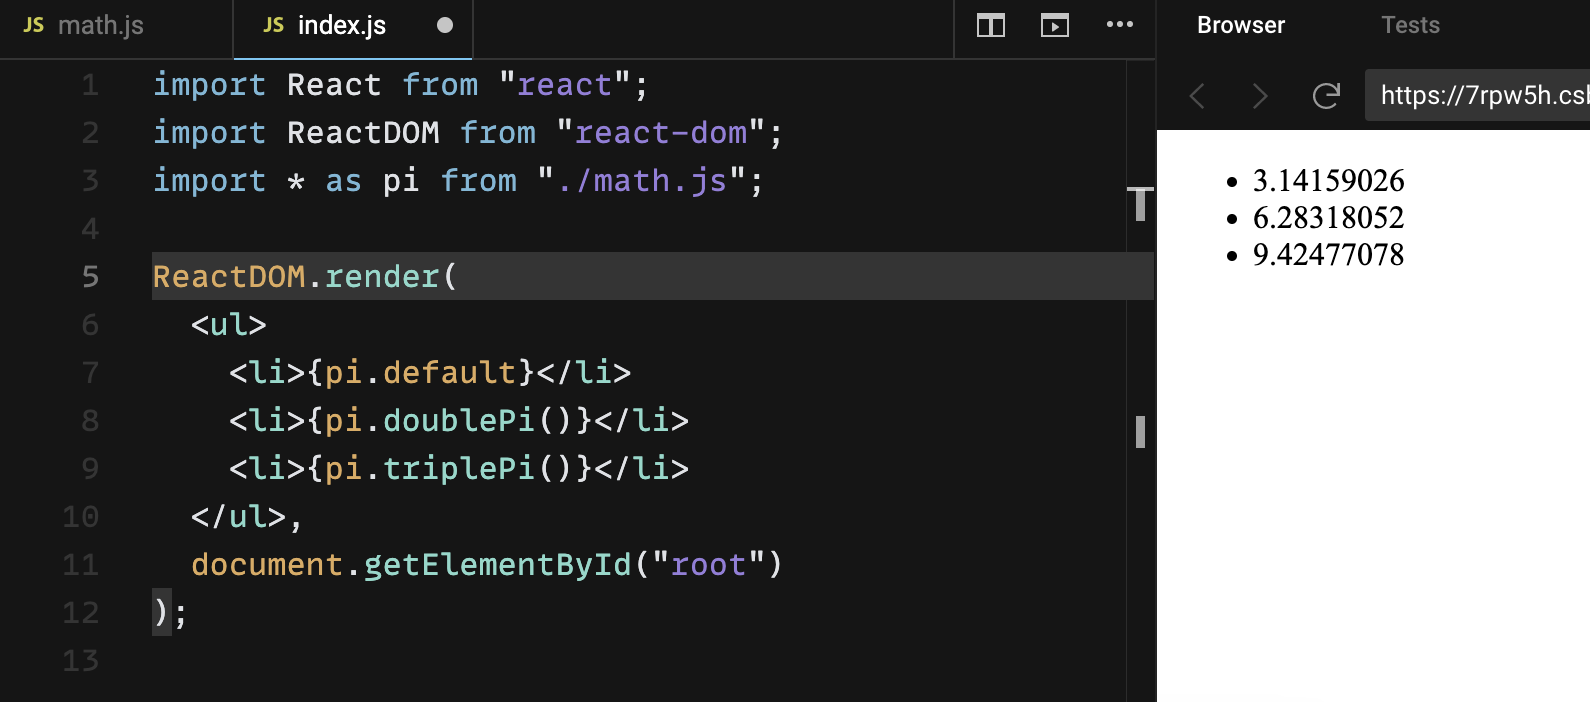 JS math.js
JS index.js
Browser
Tests
https://7rpw5h.csb
1 import React from "react";
2 import ReactDOM from "react-dom";
3 import * as pi from "./math.js";
4
5 ReactDOM.render(
6 <ul>
7 <li>{pi.default}</li>
8 <li>{pi.doublePi()}</li>
9 <li>{pi.triplePi()}</li>
10 </ul>,
11 document.getElementById("root")
12 );
13
• 3.14159026
• 6.28318052
• 9.42477078